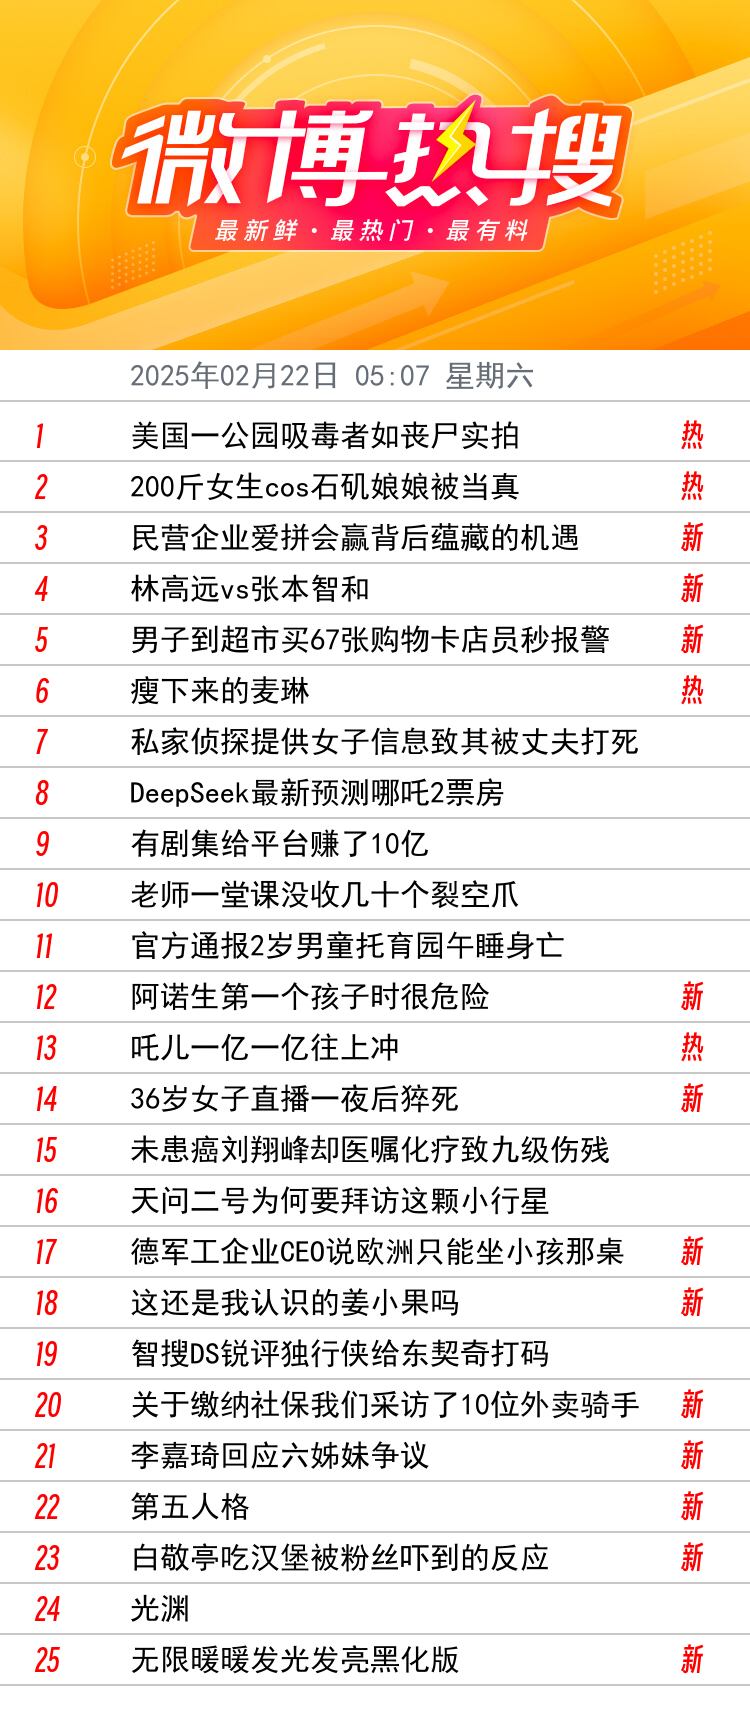 微博热搜
最新鲜·最热门·最有料
2025年02月22日 05:07 星期六
1 美国一公园吸毒者如丧尸实拍 热
2 200斤女生cos石矶娘娘被当真 热
3 民营企业爱拼会赢背后蕴藏的机遇 新
4 林高远vs张本智和 新
5 男子到超市买67张购物卡店员秒报警 新
6 瘦下来的麦琳 热
7 私家侦探提供女子信息致其被丈夫打死
8 DeepSeek最新预测哪吒2票房
9 有剧集给平台赚了10亿
10 老师一堂课没收几十个裂空爪
11 官方通报2岁男童托育园午睡身亡
12 阿诺生第一个孩子时很危险 新
13 吒儿一亿一亿往上冲 热
14 36岁女子直播一夜后猝死 新
15 未患癌刘翔峰却医嘱化疗致九级伤残
16 天问二号为何要拜访这颗小行星
17 德军工企业CEO说欧洲只能坐小孩那桌 新
18 这还是我认识的姜小果吗 新
19 智搜DS锐评独行侠给东契奇打码
20 关于缴纳社保我们采访了10位外卖骑手 新
21 李嘉琦回应六姊妹争议 新
22 第五人格 新
23 白敬亭吃汉堡被粉丝吓到的反应 新
24 光渊
25 无限暖暖发光发亮黑化版 新